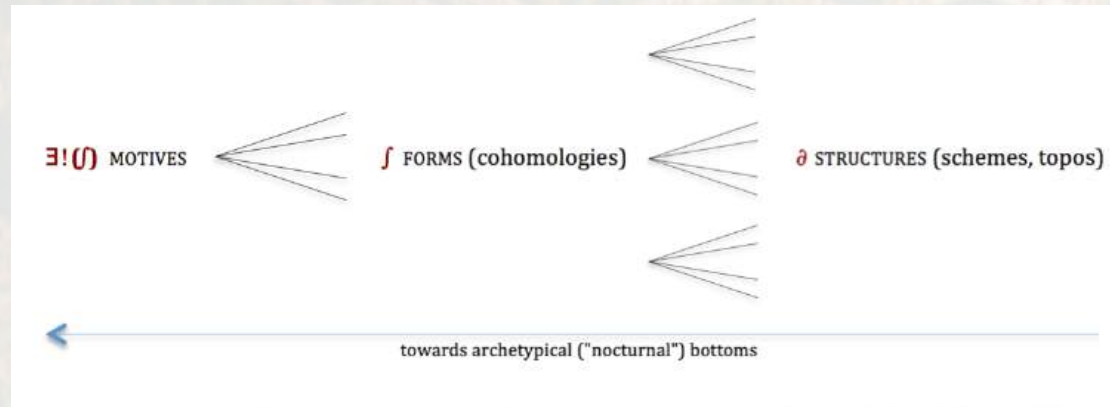 ∃!(∫) MOTIVES
∫ FORMS (cohomologies)
∂ STRUCTURES (schemes, topos)
towards archetypical ("nocturnal") bottoms